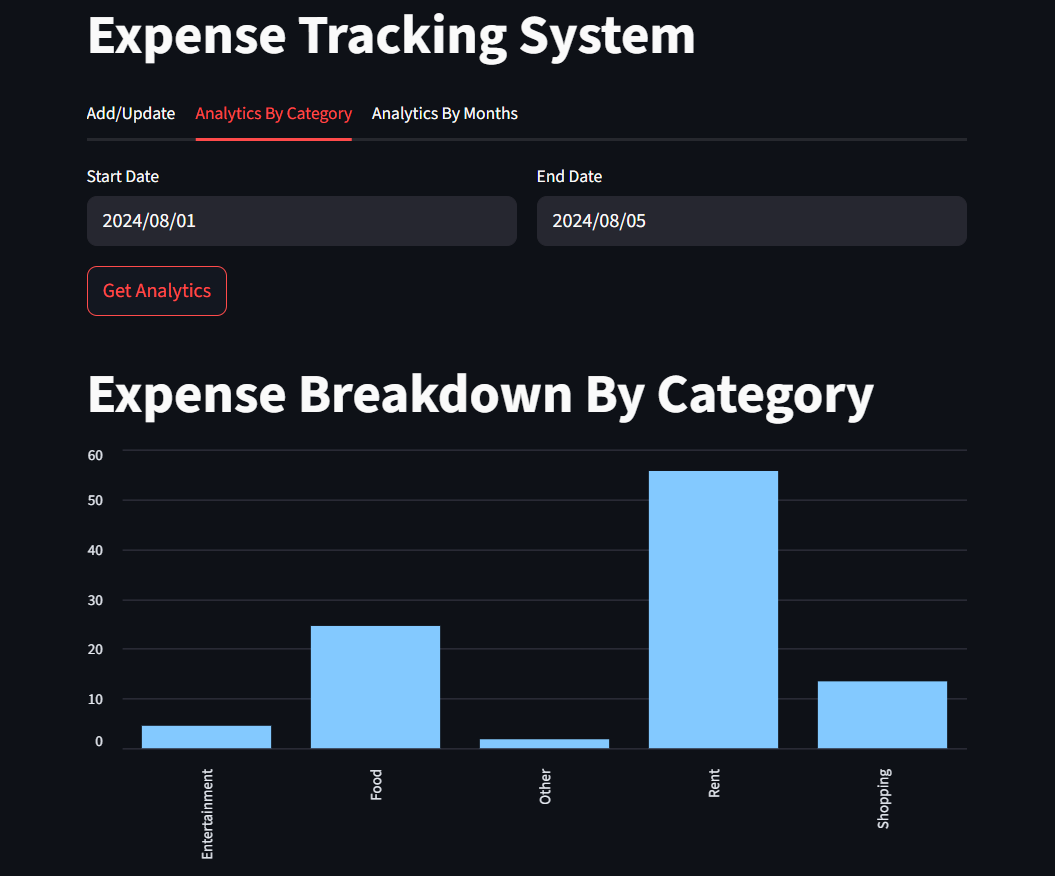 Expense Tracking System
Add/Update Analytics By Category Analytics By Months
Start Date End Date
2024/08/01 2024/08/05
Get Analytics
Expense Breakdown By Category
60
50
40
30
20
10
0
Entertainment
Food
Other
Rent
Shopping